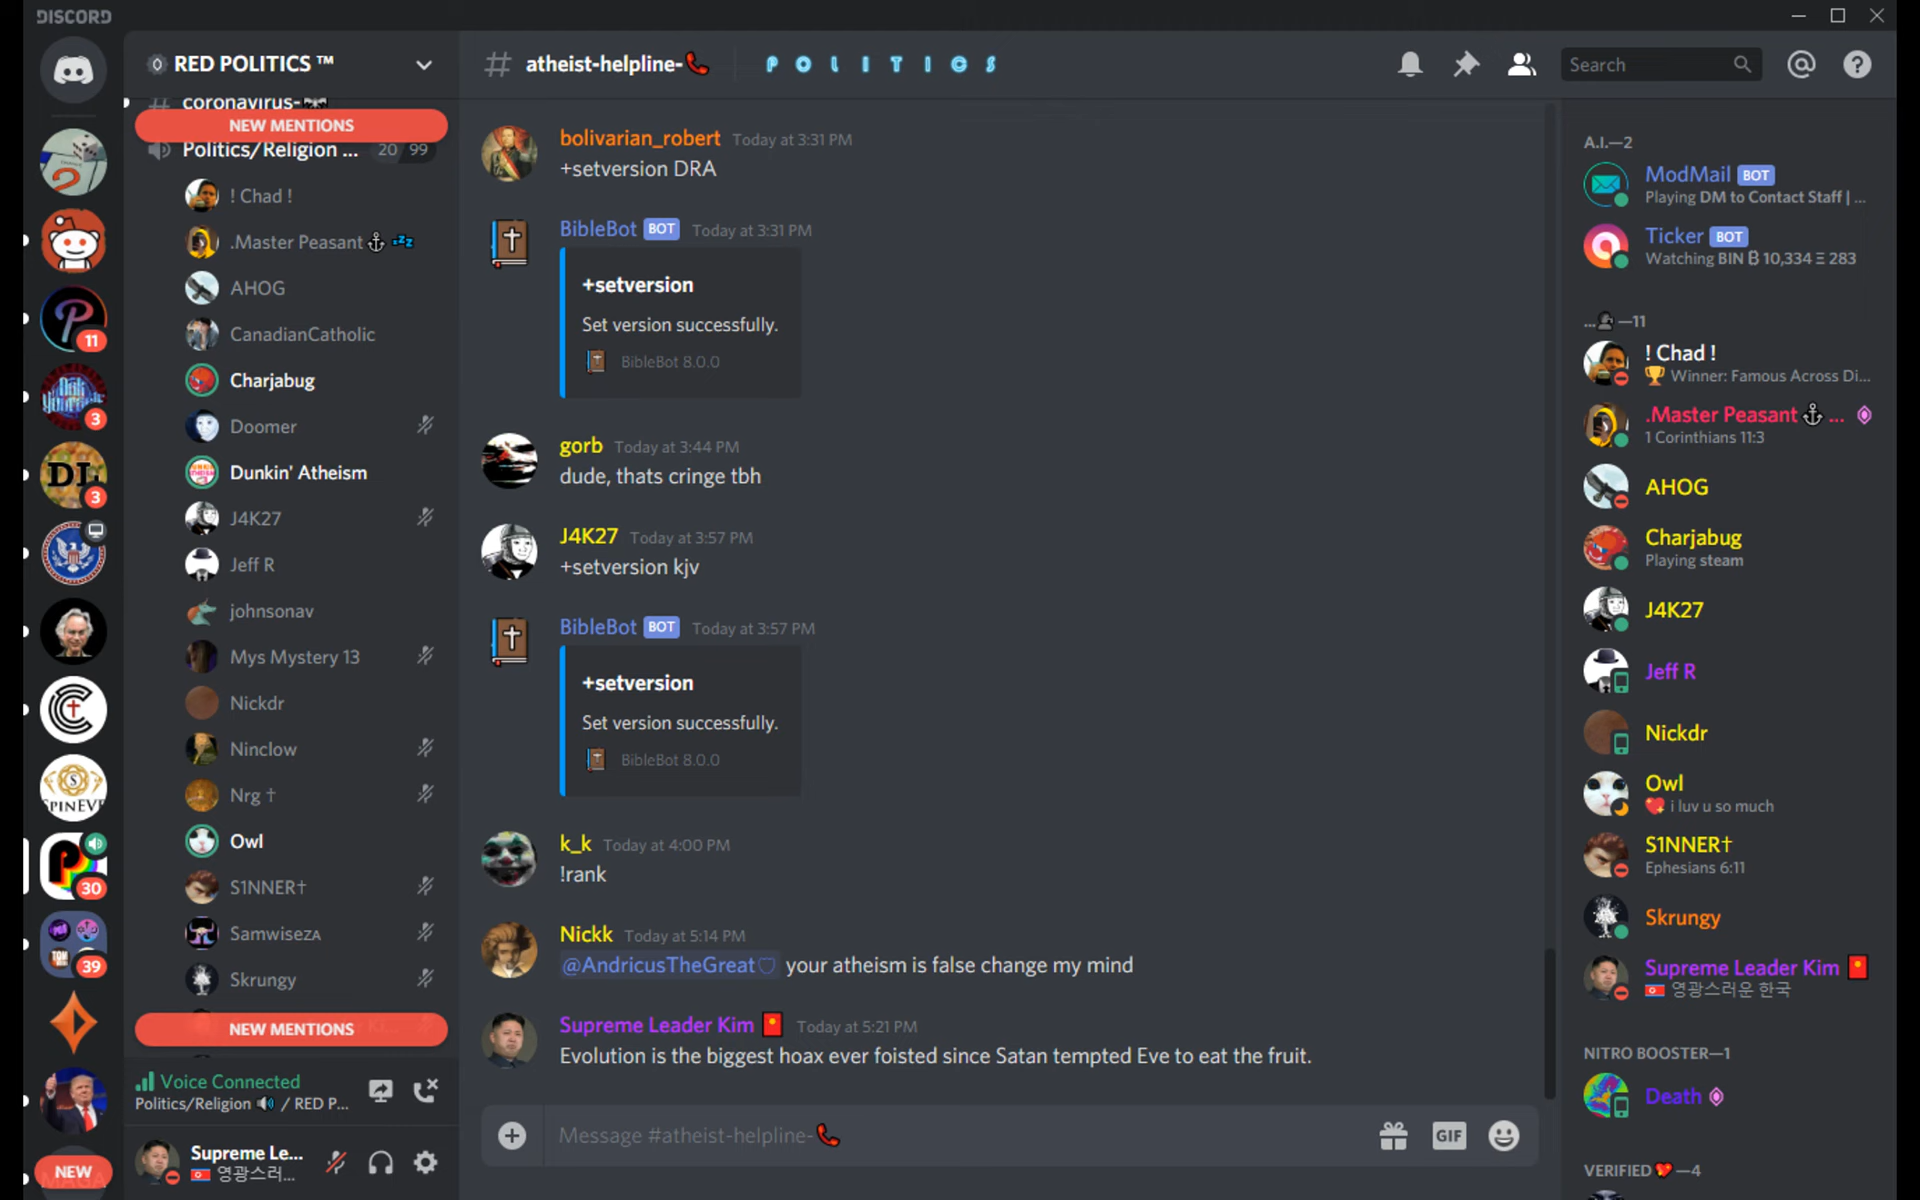 DISCORD
RED POLITICS ™
coronavirus-
NEW MENTIONS
Politics/Religion ... 20 99
! Chad !
.Master Peasant ⚓ 💤
AHOG
CanadianCatholic
Charjabug
Doomer
Dunkin' Atheism
J4K27
Jeff R
johnsonav
Mys Mystery 13
Nickdr
Ninclow
Nrg †
Owl
S1NNER†
Samwiseza
Skrungy
NEW MENTIONS
Voice Connected
Politics/Religion 🔊 / RED P...
Supreme Le...
🇰🇵 영광스러...
11
3
DL
3
SPINEVE
30
39
NEW
# atheist-helpline-📞
POLITICS
Search
bolivarian_robert Today at 3:31 PM
+setversion DRA
BibleBot BOT Today at 3:31 PM
+setversion
Set version successfully.
BibleBot 8.0.0
gorb Today at 3:44 PM
dude, thats cringe tbh
J4K27 Today at 3:57 PM
+setversion kjv
BibleBot BOT Today at 3:57 PM
+setversion
Set version successfully.
BibleBot 8.0.0
k_k Today at 4:00 PM
!rank
Nickk Today at 5:14 PM
@AndricusTheGreat♡ your atheism is false change my mind
Supreme Leader Kim Today at 5:21 PM
Evolution is the biggest hoax ever foisted since Satan tempted Eve to eat the fruit.
Message #atheist-helpline-📞
GIF
A.I.—2
ModMail BOT
Playing DM to Contact Staff | ...
Ticker BOT
Watching BIN ₿ 10,334 Ξ 283
...—11
! Chad !
🏆 Winner: Famous Across Di...
.Master Peasant ⚓ ...
1 Corinthians 11:3
AHOG
Charjabug
Playing steam
J4K27
Jeff R
Nickdr
Owl
💖 i luv u so much
S1NNER†
Ephesians 6:11
Skrungy
Supreme Leader Kim
🇰🇵 영광스러운 한국
NITRO BOOSTER—1
Death
VERIFIED—4